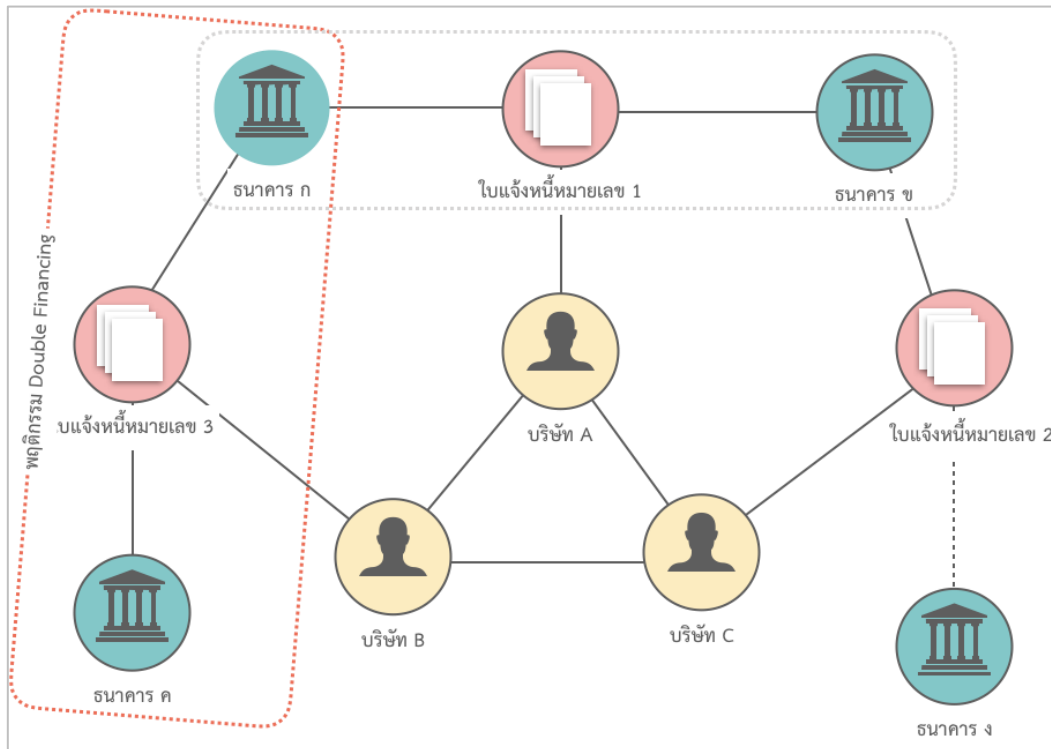 ธนาคาร ก
ใบแจ้งหนี้หมายเลข 1
ธนาคาร ข
พฤติกรรม Double Financing
บแจ้งหนี้หมายเลข 3
บริษัท A
ใบแจ้งหนี้หมายเลข 2
บริษัท B
บริษัท C
ธนาคาร ค
ธนาคาร ง